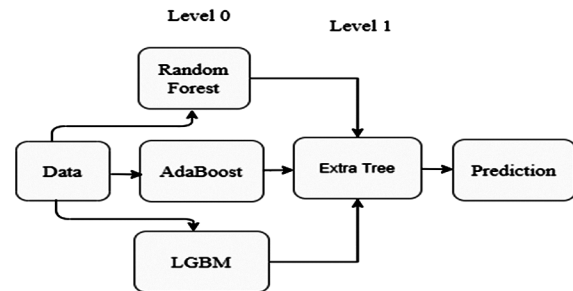 Level 0
Level 1
Random
Forest
Data
AdaBoost
Extra Tree
Prediction
LGBM